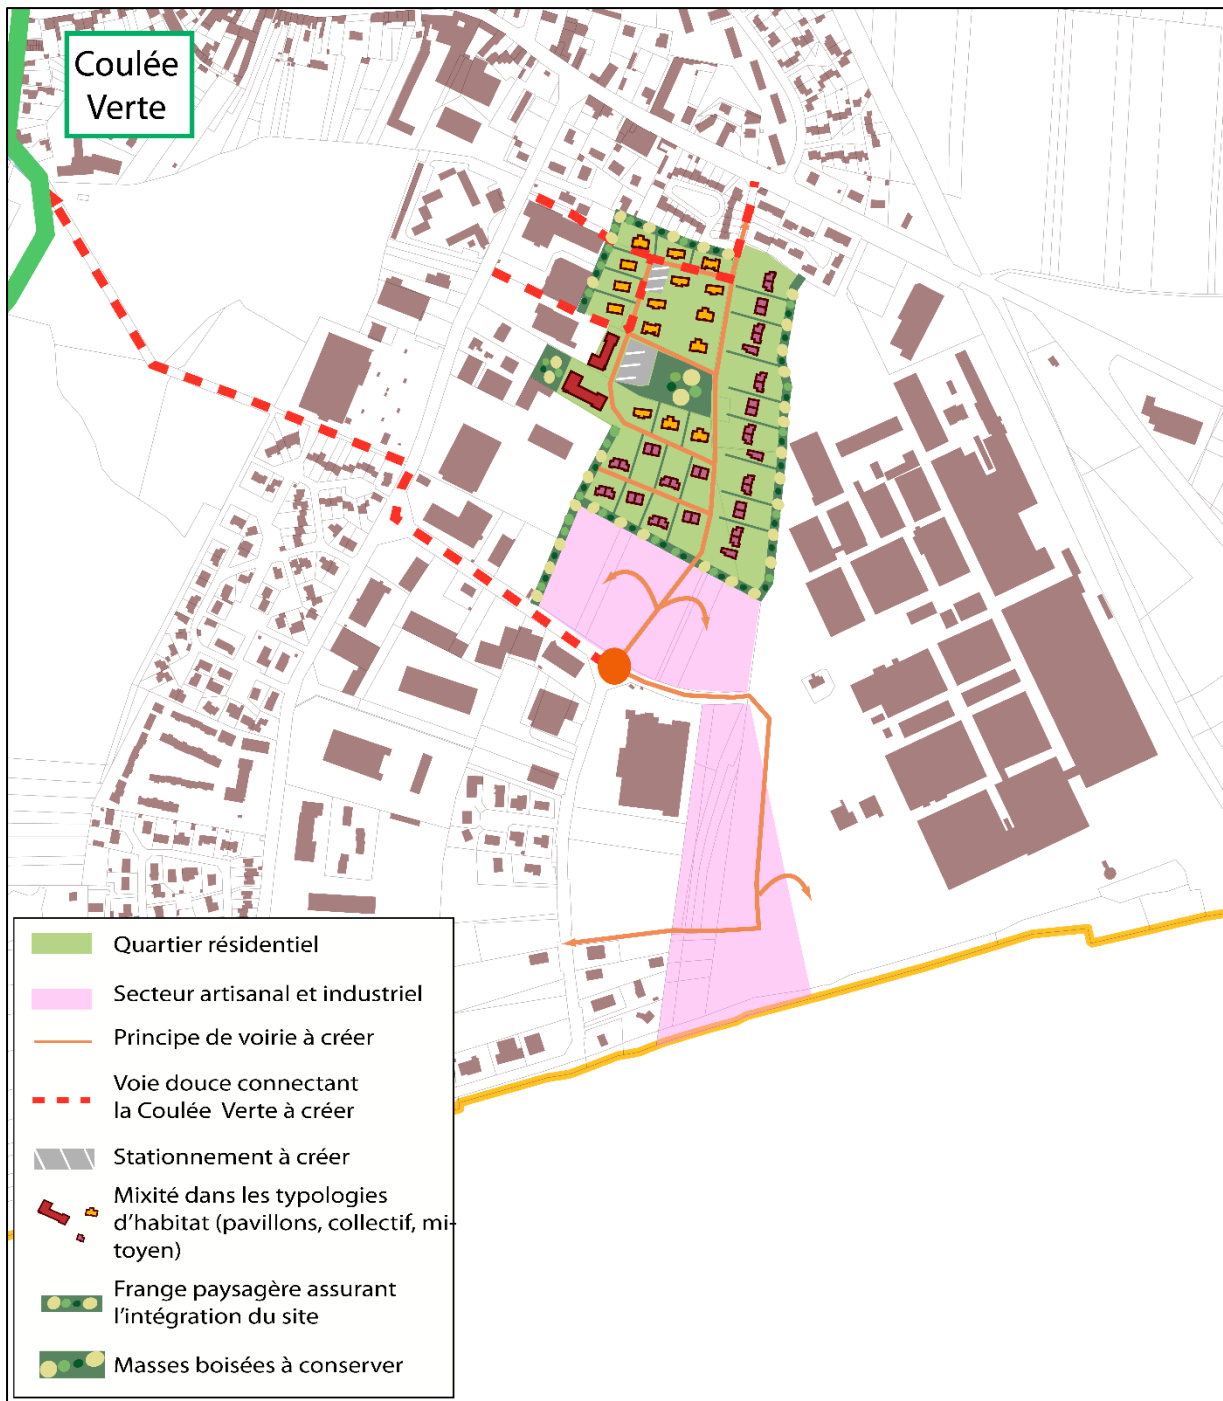 Coulée
Verte
Quartier résidentiel
Secteur artisanal et industriel
Principe de voirie à créer
Voie douce connectant
la Coulée Verte à créer
Stationnement à créer
Mixité dans les typologies
d'habitat (pavillons, collectif, mi-
toyen)
Frange paysagère assurant
l'intégration du site
Masses boisées à conserver